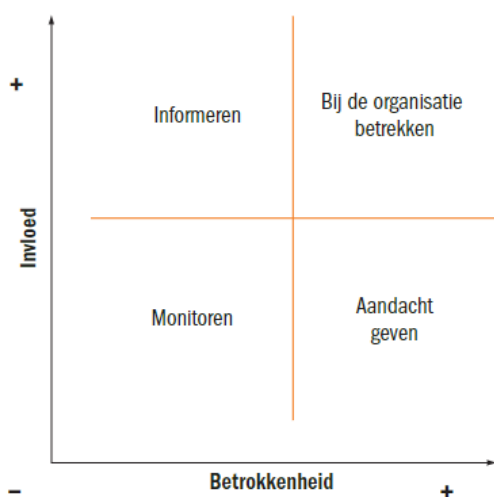 +
Informeren
Bij de organisatie
betrekken
Invloed
Monitoren
Aandacht
geven
–
Betrokkenheid
+